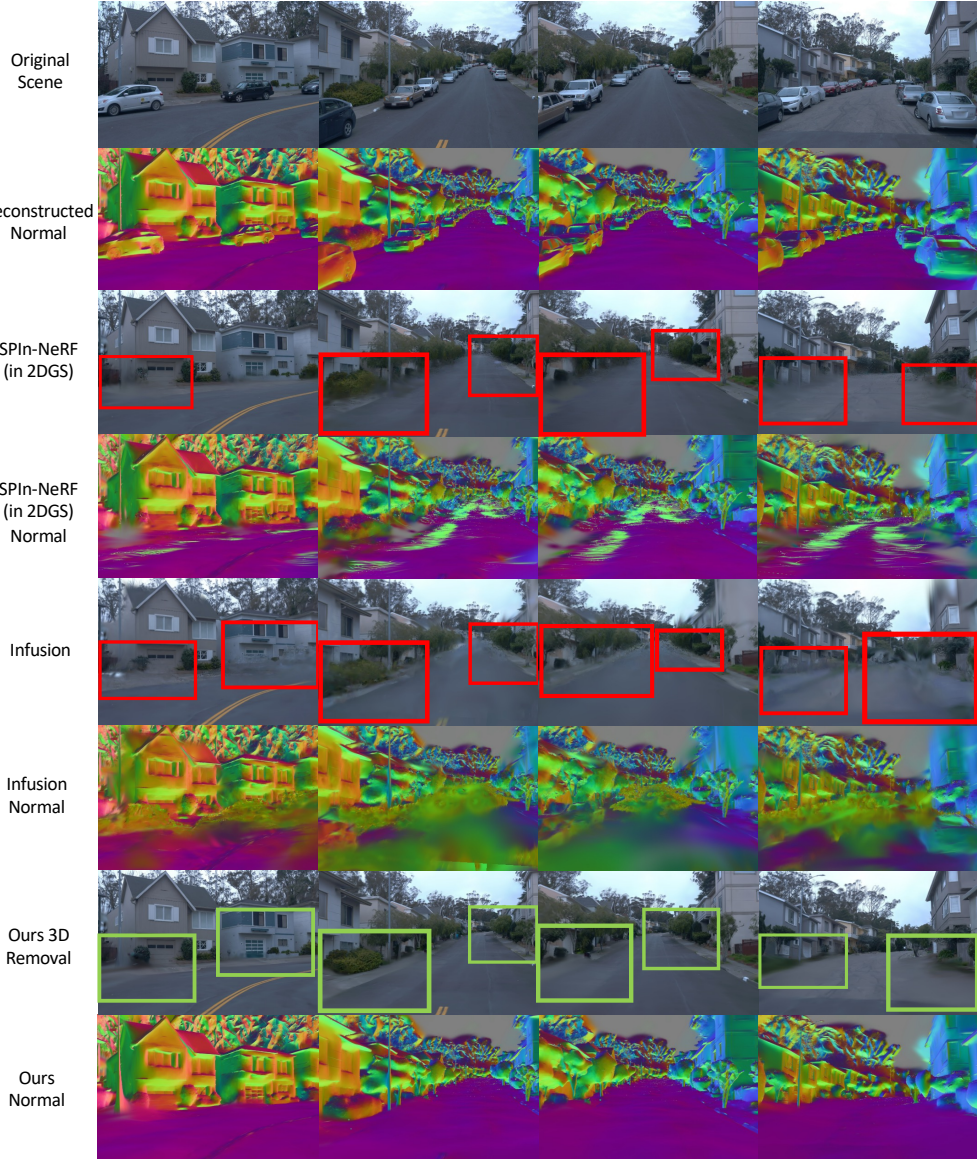 Original
Scene
econstructed
Normal
SPIn-NeRF
(in 2DGS)
SPIn-NeRF
(in 2DGS)
Normal
Infusion
Infusion
Normal
Ours 3D
Removal
Ours
Normal